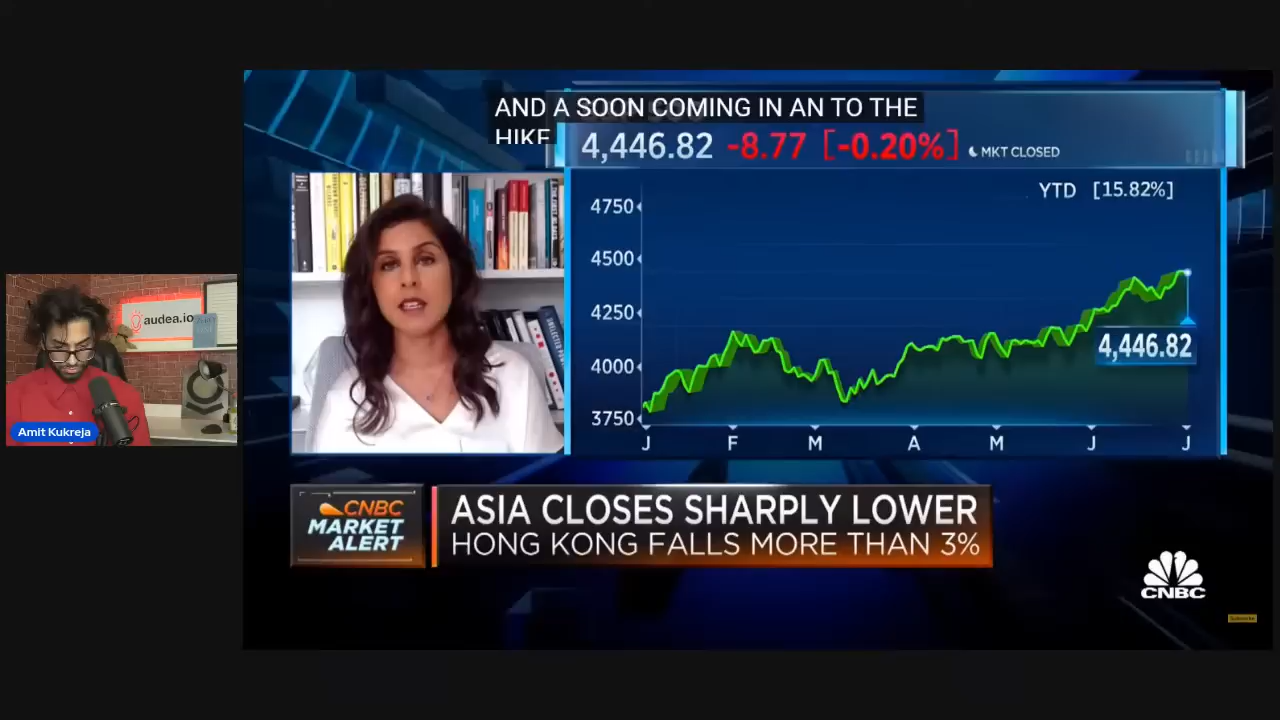 AND A SOON COMING IN AN TO THE
HIKE
4,446.82 -8.77 [-0.20%] MKT CLOSED
YTD [15.82%]
4750
4500
4250
4000
3750
4,446.82
J F M A M J J
audea.io
Amit Kukreja
CNBC
MARKET
ALERT
ASIA CLOSES SHARPLY LOWER
HONG KONG FALLS MORE THAN 3%
CNBC
Subscribe